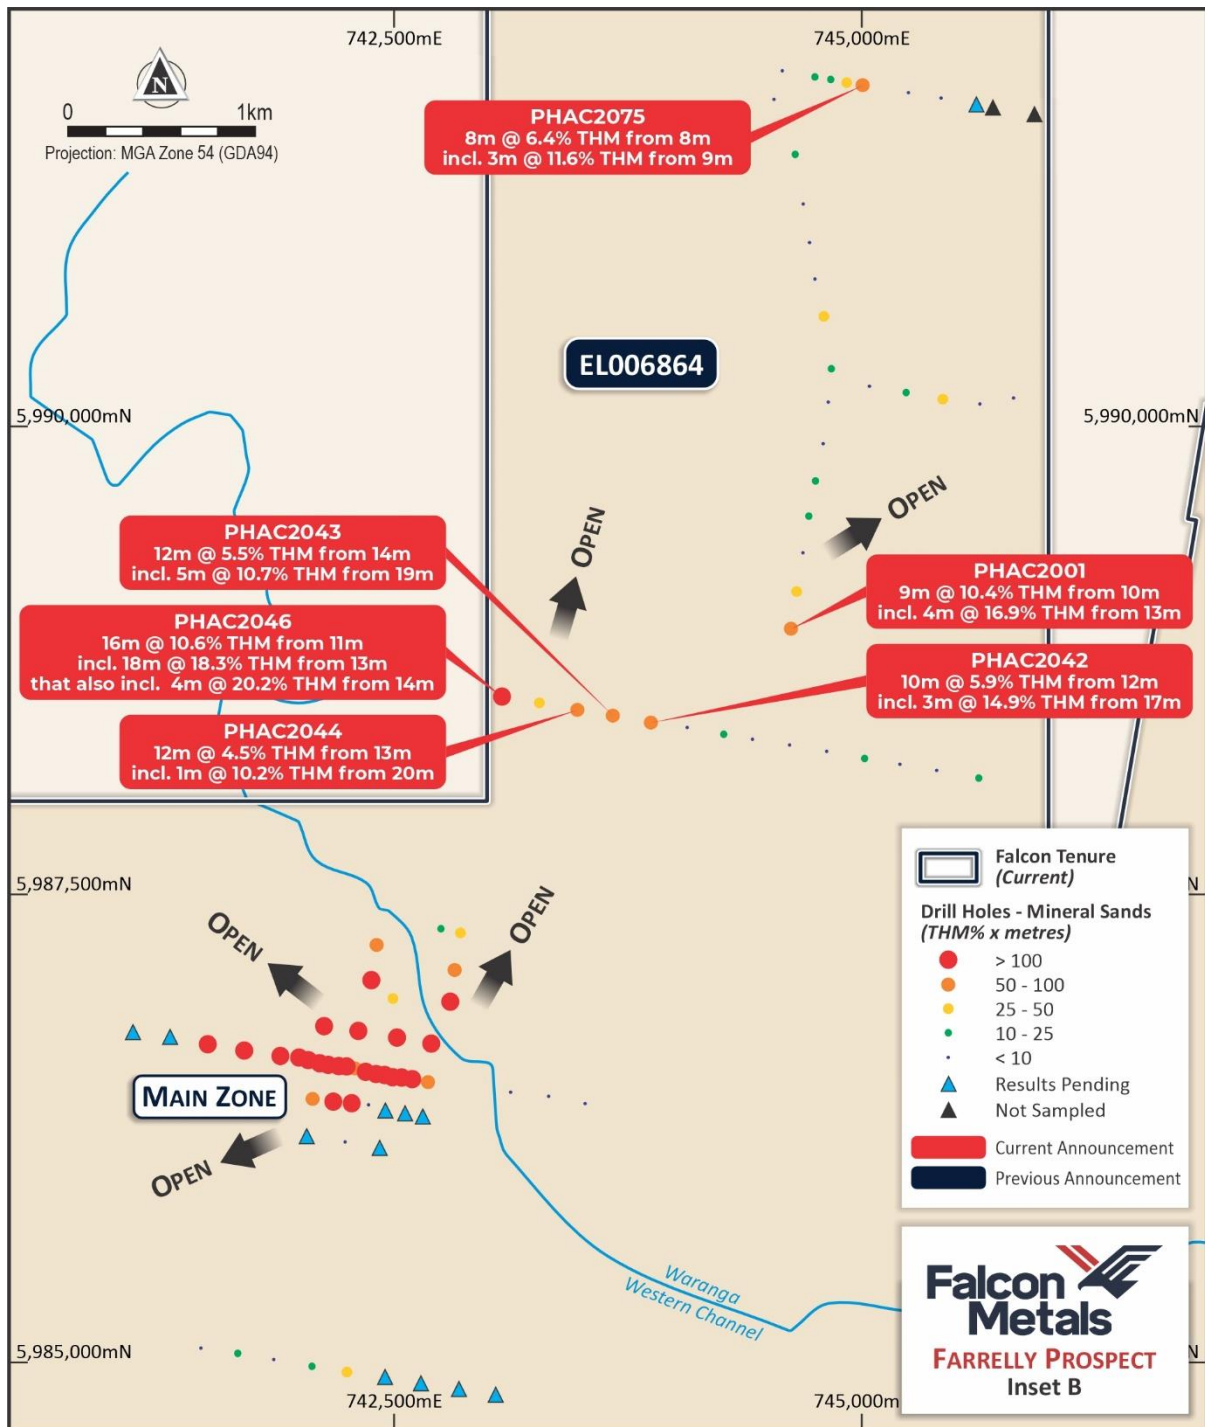 742,500mE
745,000mE
N
0 1km
Projection: MGA Zone 54 (GDA94)
PHAC2075
8m @ 6.4% THM from 8m
incl. 3m @ 11.6% THM from 9m
EL006864
5,990,000mN
5,990,000mN
OPEN
OPEN
PHAC2043
12m @ 5.5% THM from 14m
incl. 5m @ 10.7% THM from 19m
PHAC2001
9m @ 10.4% THM from 10m
incl. 4m @ 16.9% THM from 13m
PHAC2046
16m @ 10.6% THM from 11m
incl. 18m @ 18.3% THM from 13m
that also incl. 4m @ 20.2% THM from 14m
PHAC2042
10m @ 5.9% THM from 12m
incl. 3m @ 14.9% THM from 17m
PHAC2044
12m @ 4.5% THM from 13m
incl. 1m @ 10.2% THM from 20m
5,987,500mN
N
OPEN
OPEN
MAIN ZONE
OPEN
Falcon Tenure
(Current)
Drill Holes - Mineral Sands
(THM% x metres)
> 100
50 - 100
25 - 50
10 - 25
< 10
Results Pending
Not Sampled
Current Announcement
Previous Announcement
Waranga
Western Channel
Falcon
Metals
FARRELLY PROSPECT
Inset B
5,985,000mN
N
742,500mE
745,000mE